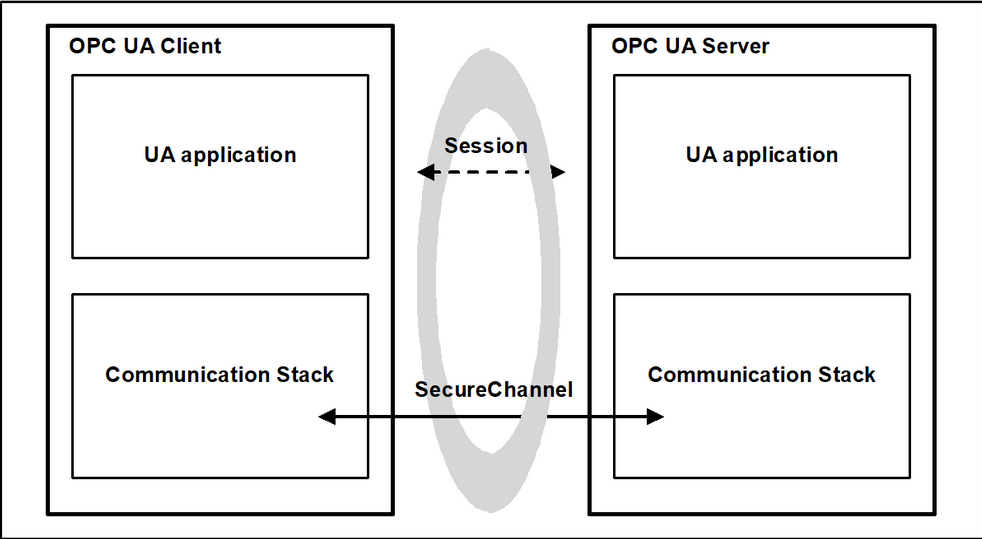 OPC UA Client
OPC UA Server
UA application
Session
UA application
Communication Stack
SecureChannel
Communication Stack